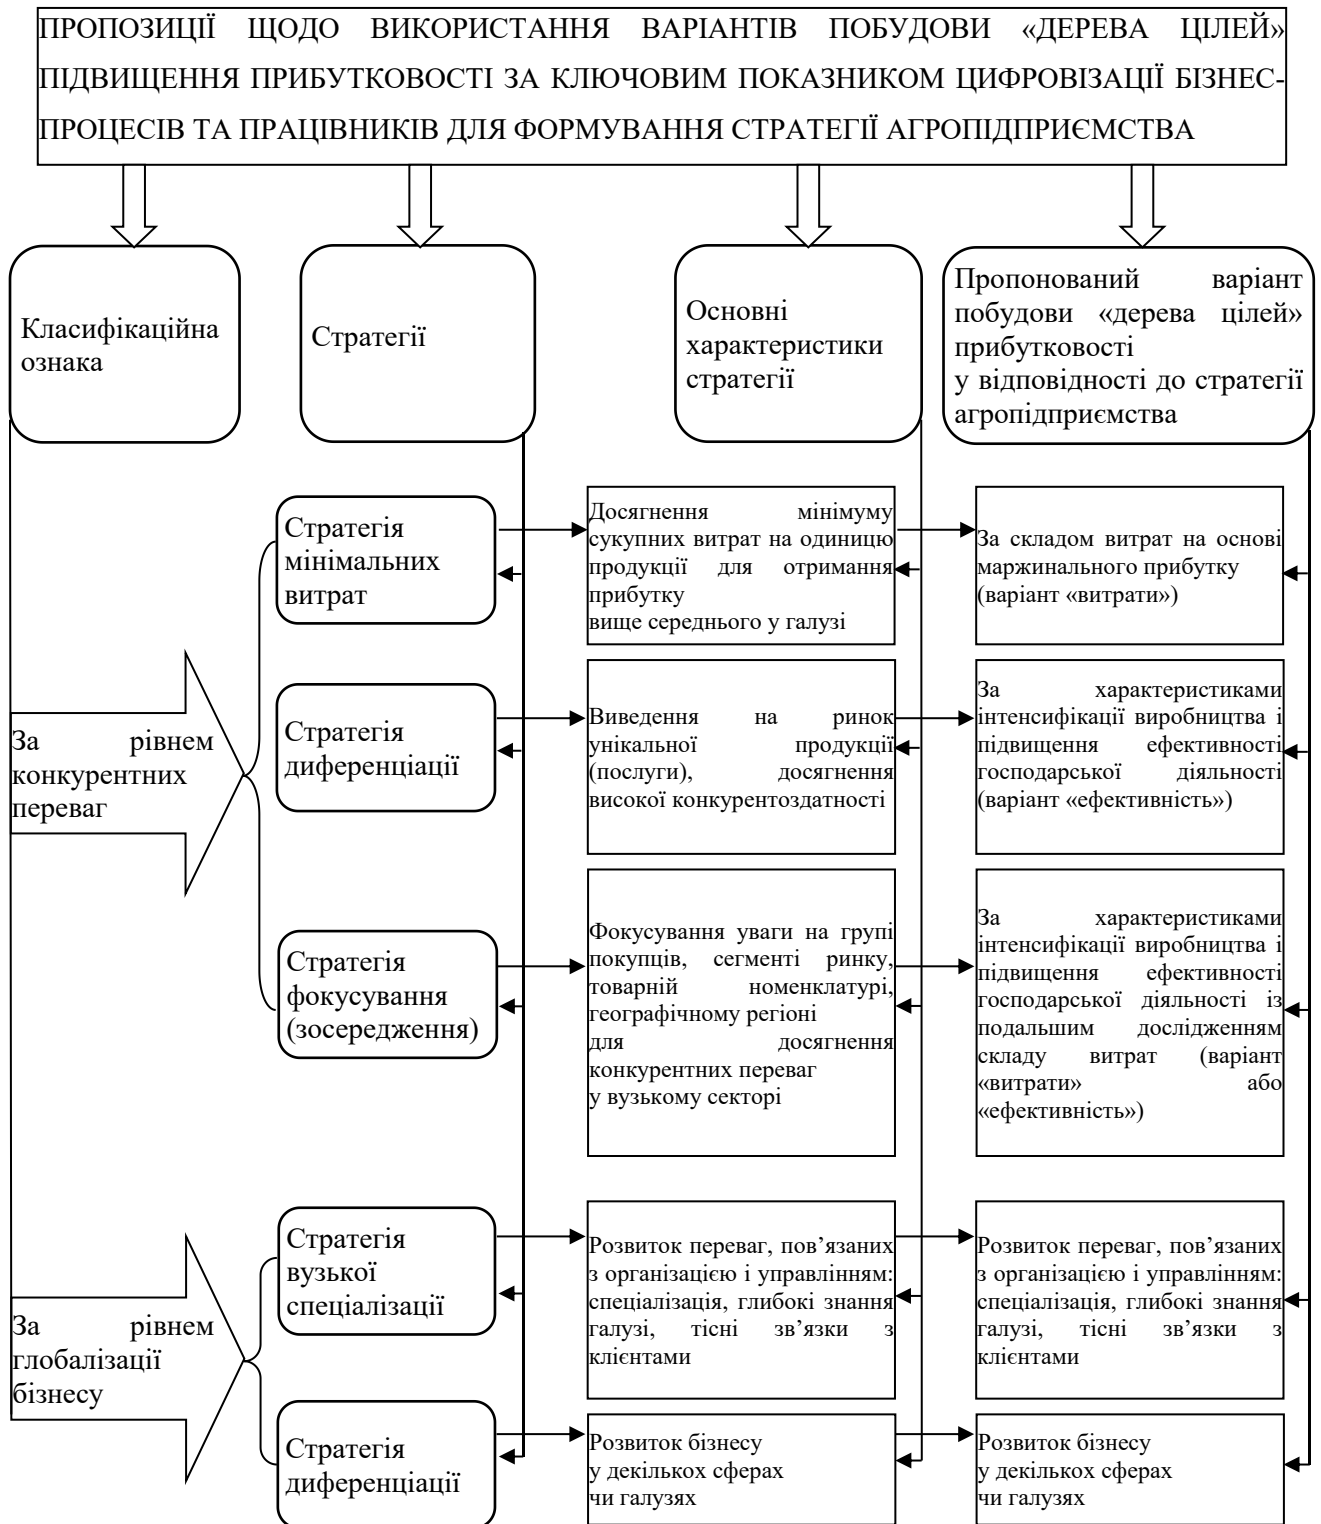 ПРОПОЗИЦІЇ ЩОДО ВИКОРИСТАННЯ ВАРІАНТІВ ПОБУДОВИ «ДЕРЕВА ЦІЛЕЙ»
ПІДВИЩЕННЯ ПРИБУТКОВОСТІ ЗА КЛЮЧОВИМ ПОКАЗНИКОМ ЦИФРОВІЗАЦІЇ БІЗНЕС-
ПРОЦЕСІВ ТА ПРАЦІВНИКІВ ДЛЯ ФОРМУВАННЯ СТРАТЕГІЇ АГРОПІДПРИЄМСТВА
Класифікаційна
ознака
Стратегії
Основні
характеристики
стратегії
Пропонований варіант
побудови «дерева цілей»
прибутковості
у відповідності до стратегії
агропідприємства
За рівнем
конкурентних
переваг
Стратегія
мінімальних
витрат
Досягнення мінімуму
сукупних витрат на одиницю
продукції для отримання
прибутку
вище середнього у галузі
За складом витрат на основі
маржинального прибутку
(варіант «витрати»)
Стратегія
диференціації
Виведення на ринок
унікальної продукції
(послуги), досягнення
високої конкурентоздатності
За характеристиками
інтенсифікації виробництва і
підвищення ефективності
господарської діяльності
(варіант «ефективність»)
Стратегія
фокусування
(зосередження)
Фокусування уваги на групі
покупців, сегменті ринку,
товарній номенклатурі,
географічному регіоні
для досягнення
конкурентних переваг
у вузькому секторі
За характеристиками
інтенсифікації виробництва і
підвищення ефективності
господарської діяльності із
подальшим дослідженням
складу витрат (варіант
«витрати» або
«ефективність»)
За рівнем
глобалізації
бізнесу
Стратегія
вузької
спеціалізації
Розвиток переваг, пов’язаних
з організацією і управлінням:
спеціалізація, глибокі знання
галузі, тісні зв’язки з
клієнтами
Розвиток переваг, пов’язаних
з організацією і управлінням:
спеціалізація, глибокі знання
галузі, тісні зв’язки з
клієнтами
Стратегія
диференціації
Розвиток бізнесу
у декількох сферах
чи галузях
Розвиток бізнесу
у декількох сферах
чи галузях